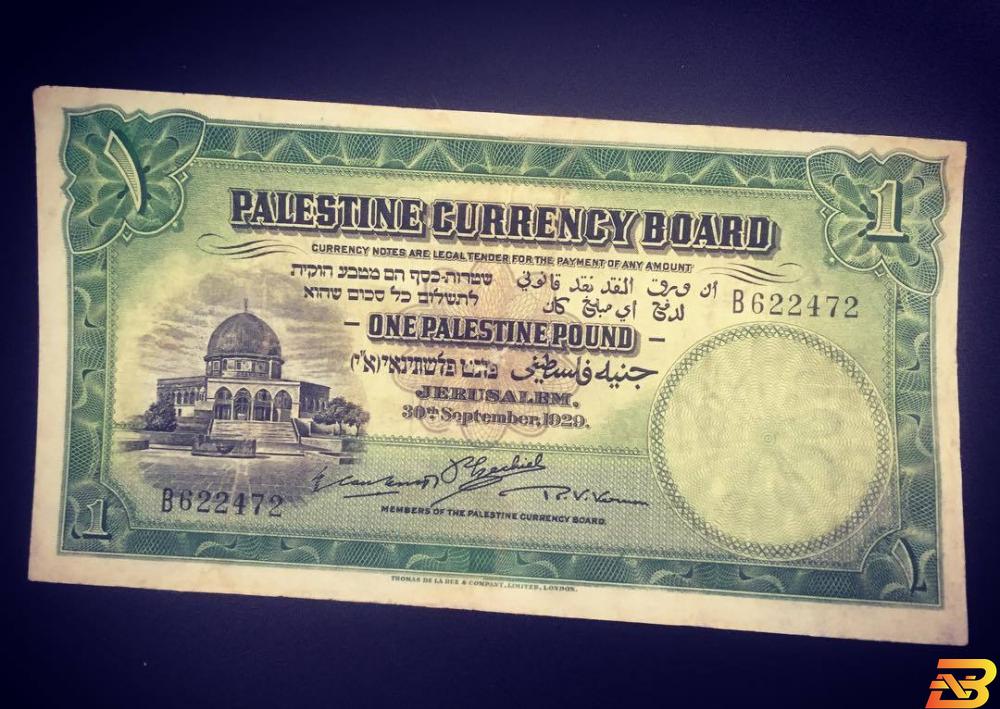 ١ 1
PALESTINE CURRENCY BOARD
CURRENCY NOTES ARE LEGAL TENDER FOR THE PAYMENT OF ANY AMOUNT
שטרות-כסף הם מטבע חוקית ان ورق النقد نقد قانوني
לתשלום כל סכום שהוא لدفع اي مبلغ كان
B622472
– ONE PALESTINE POUND –
פונט פלשתינאי (א״י) جنيه فلسطيني
JERUSALEM,
30th September, 1929.
B622472
MEMBERS OF THE PALESTINE CURRENCY BOARD.
1 ١
THOMAS DE LA RUE & COMPANY, LIMITED, LONDON.
B